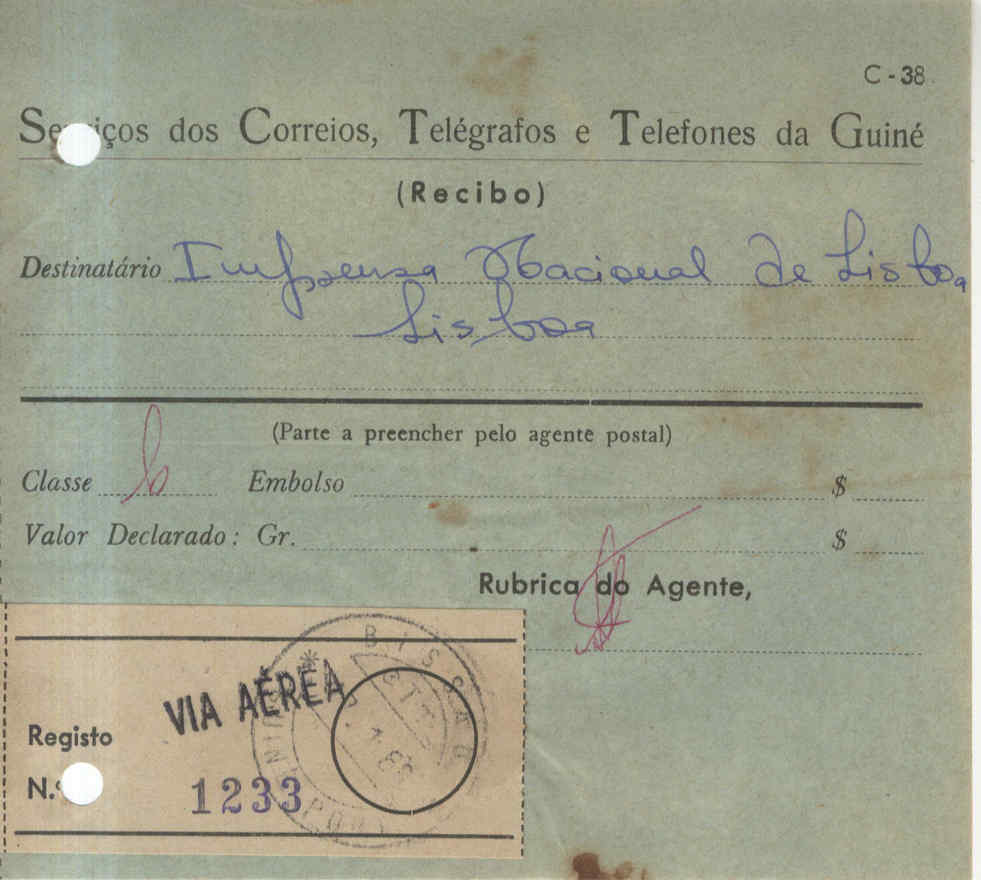 C - 38
Serviços dos Correios, Telégrafos e Telefones da Guiné
(Recibo)
Destinatário Imprensa Nacional de Lisboa
Lisboa
(Parte a preencher pelo agente postal)
Classe b Embolso $
Valor Declarado: Gr. $
Rubrica do Agente,
BISSAU
VIA AÉREA
Registo
N.º 1233